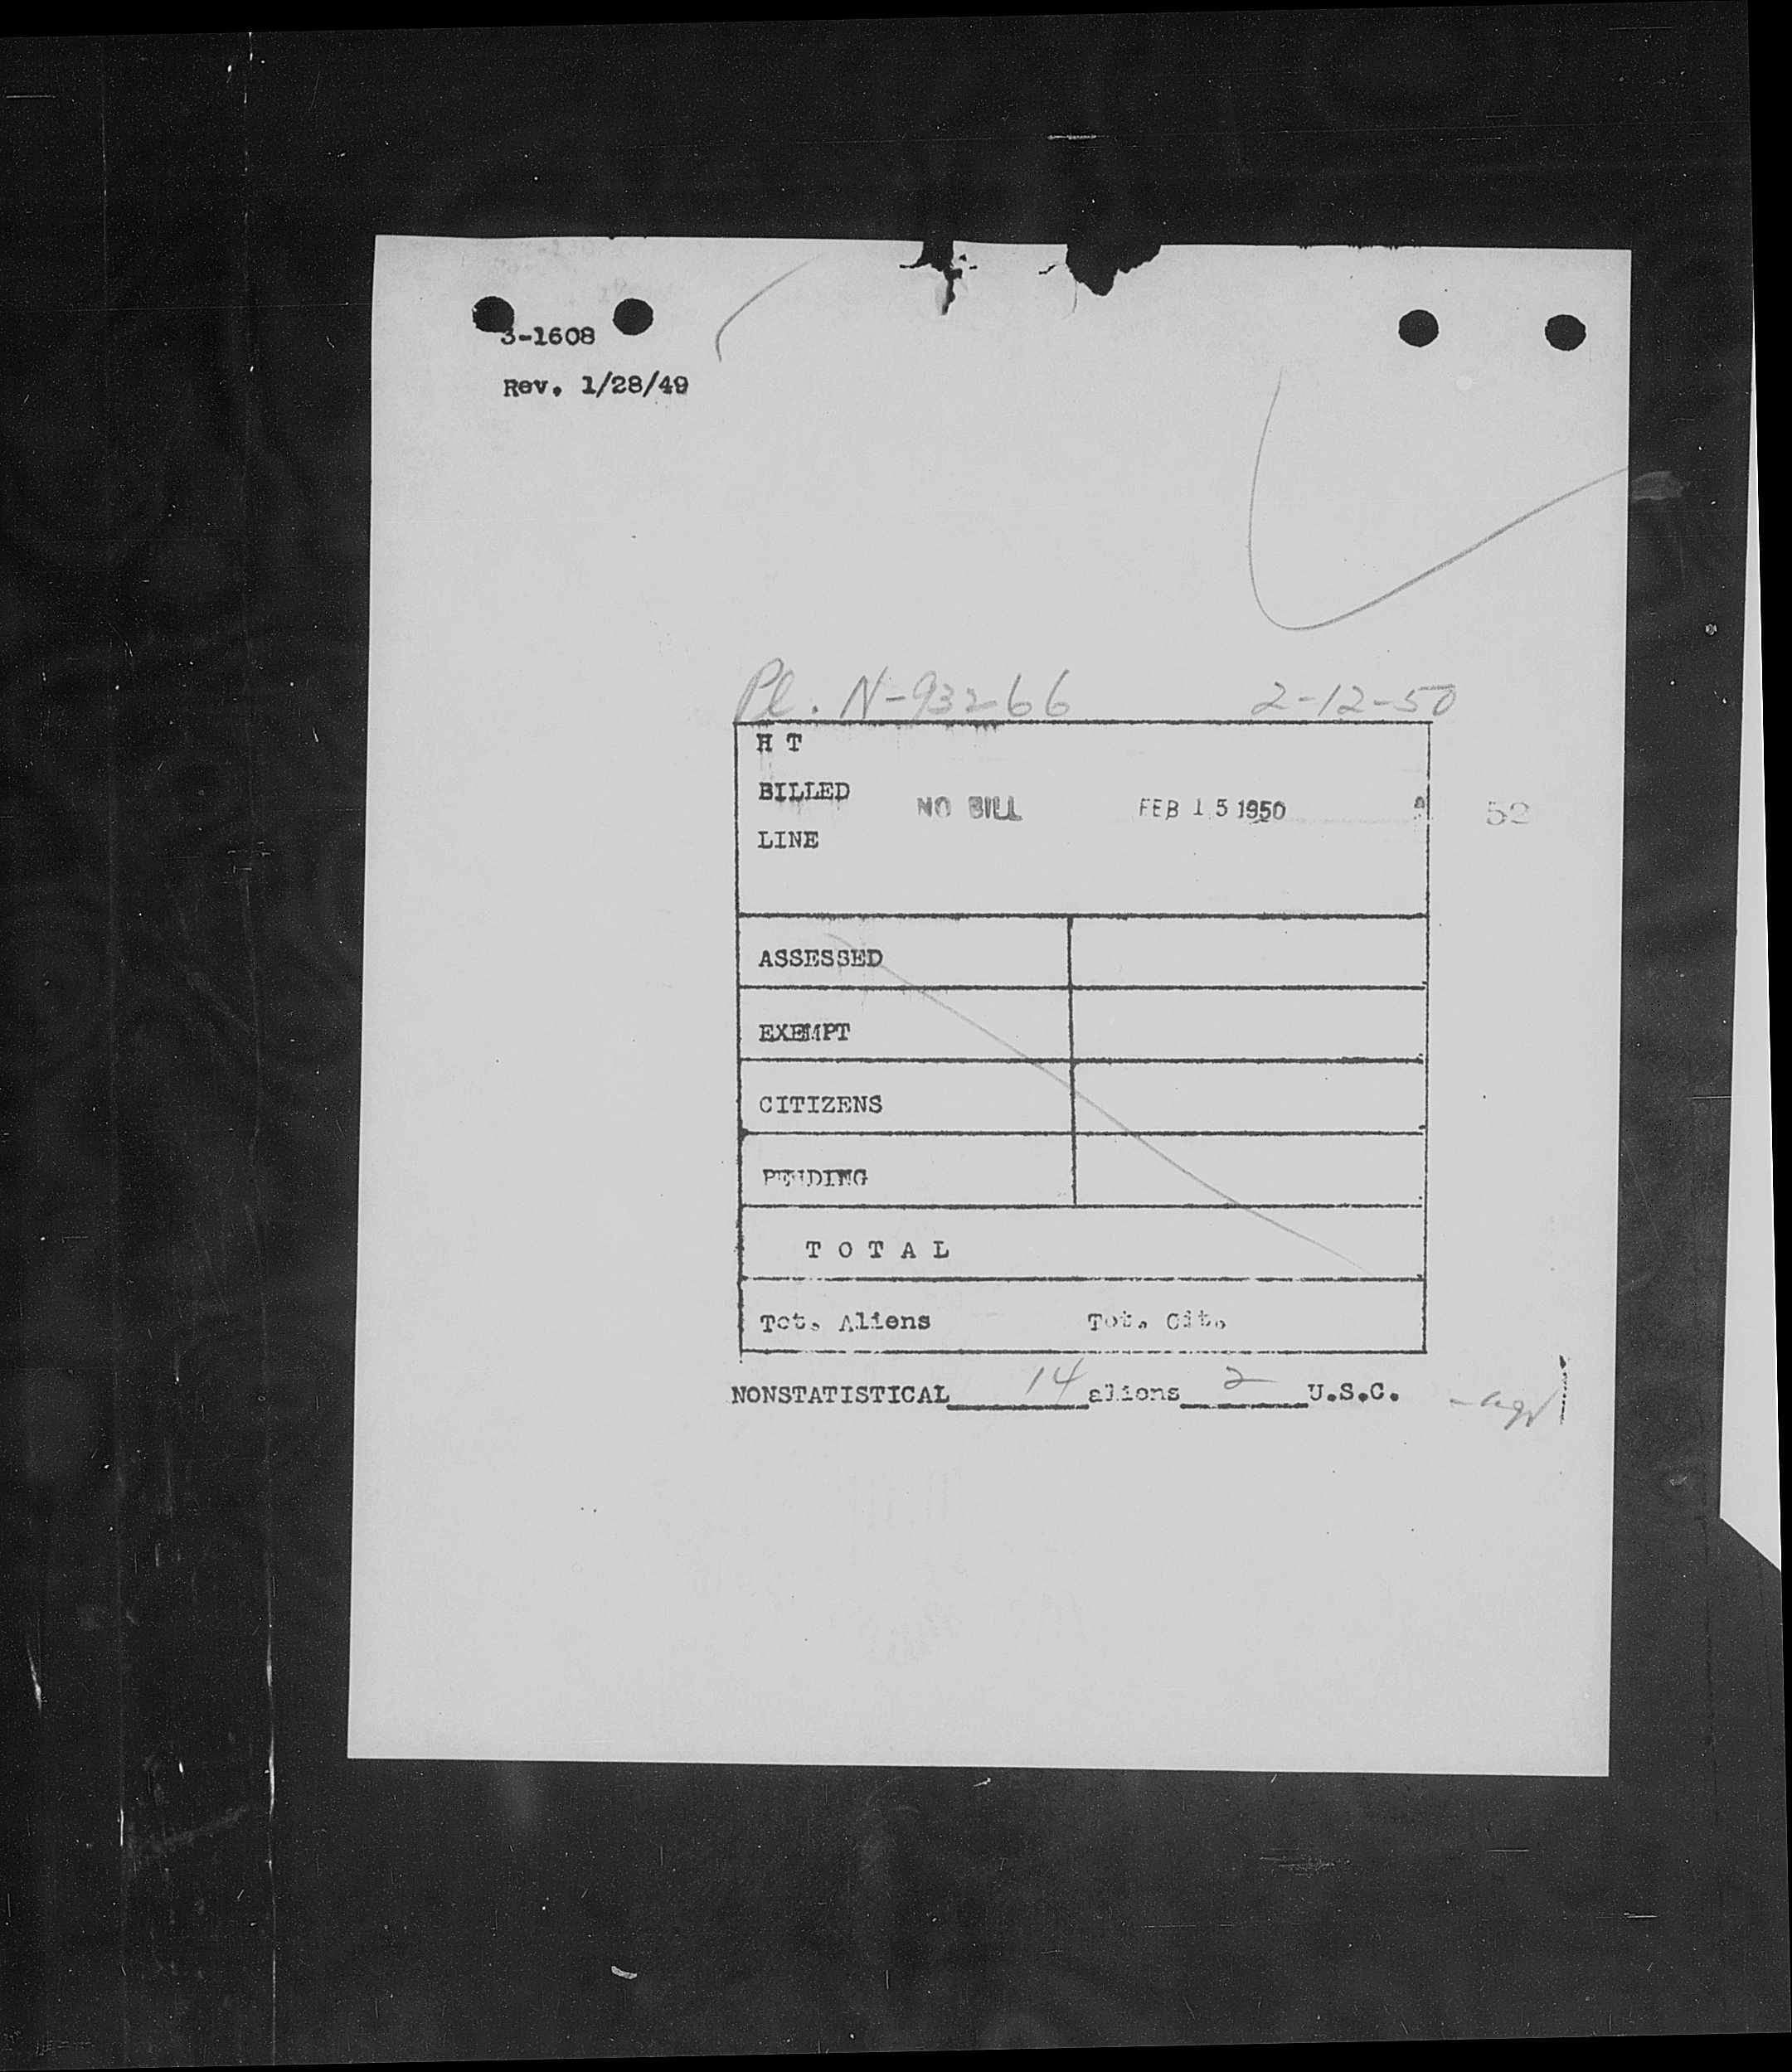 3-1608
Rev. 1/28/49
Pl. N-93266 2-12-50
H T
BILLED
NO BILL FEB 15 1950 52
LINE
ASSESSED
EXEMPT
CITIZENS
PENDING
T O T A L
Tot. Aliens Tot. Cit.
NONSTATISTICAL 14 aliens 2 U.S.C.